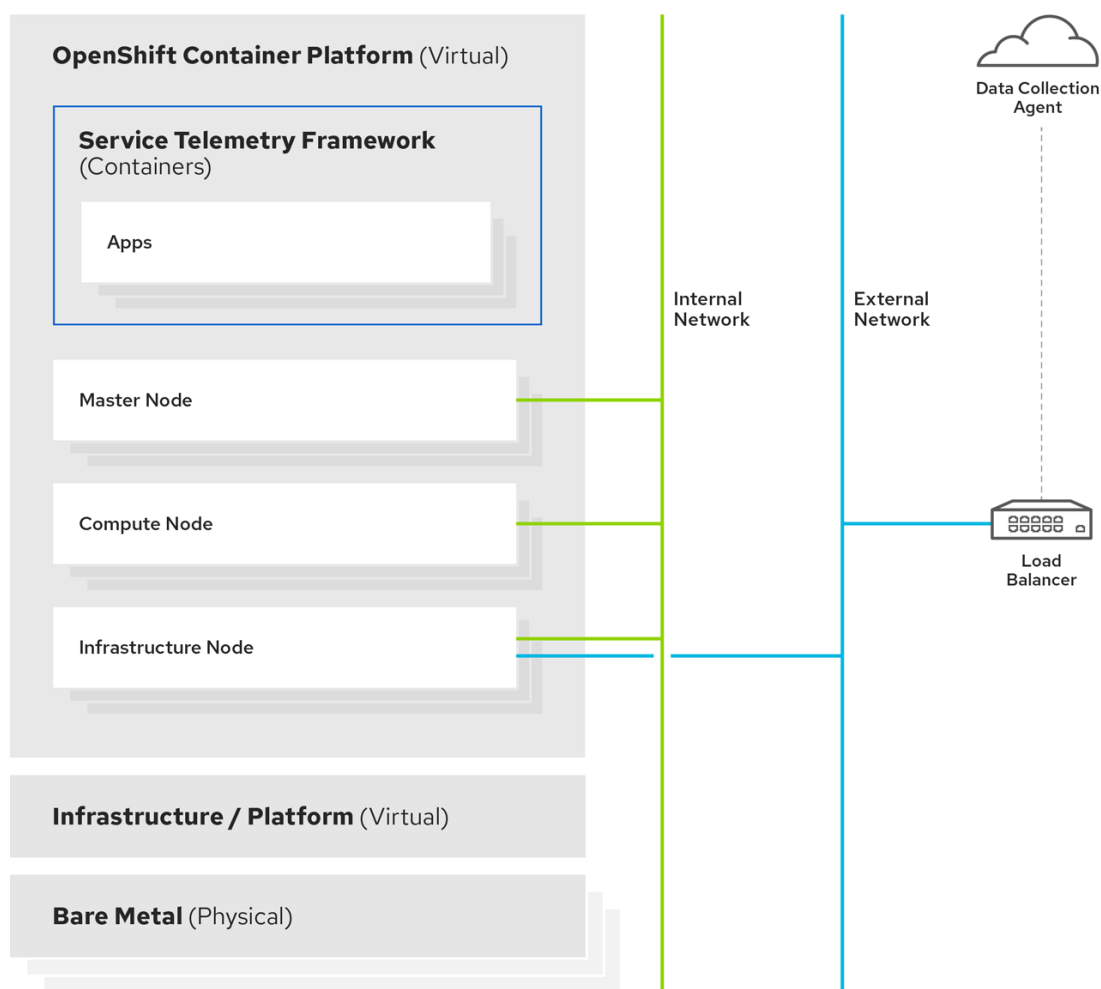 OpenShift Container Platform (Virtual)
Service Telemetry Framework
(Containers)
Apps
Master Node
Compute Node
Infrastructure Node
Infrastructure / Platform (Virtual)
Bare Metal (Physical)
Internal
Network
External
Network
Data Collection
Agent
Load
Balancer